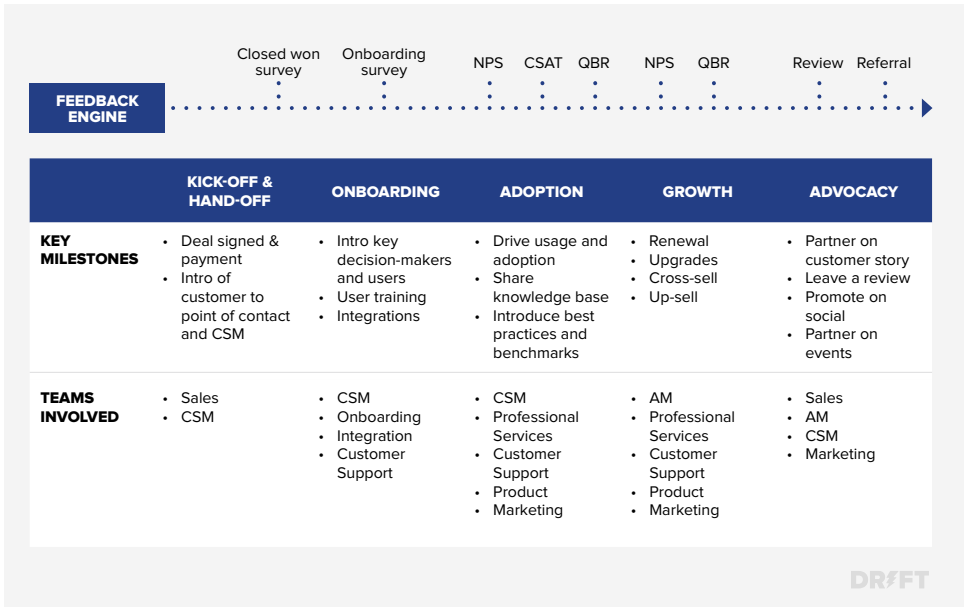 Closed won
survey
Onboarding
survey
NPS
CSAT
QBR
NPS
QBR
Review
Referral
FEEDBACK
ENGINE
KICK-OFF &
HAND-OFF
ONBOARDING
ADOPTION
GROWTH
ADVOCACY
KEY
MILESTONES
• Deal signed &
payment
• Intro of
customer to
point of contact
and CSM
• Intro key
decision-makers
and users
• User training
• Integrations
• Drive usage and
adoption
• Share
knowledge base
• Introduce best
practices and
benchmarks
• Renewal
• Upgrades
• Cross-sell
• Up-sell
• Partner on
customer story
• Leave a review
• Promote on
social
• Partner on
events
TEAMS
INVOLVED
• Sales
• CSM
• CSM
• Onboarding
• Integration
• Customer
Support
• CSM
• Professional
Services
• Customer
Support
• Product
• Marketing
• AM
• Professional
Services
• Customer
Support
• Product
• Marketing
• Sales
• AM
• CSM
• Marketing
DRIFT